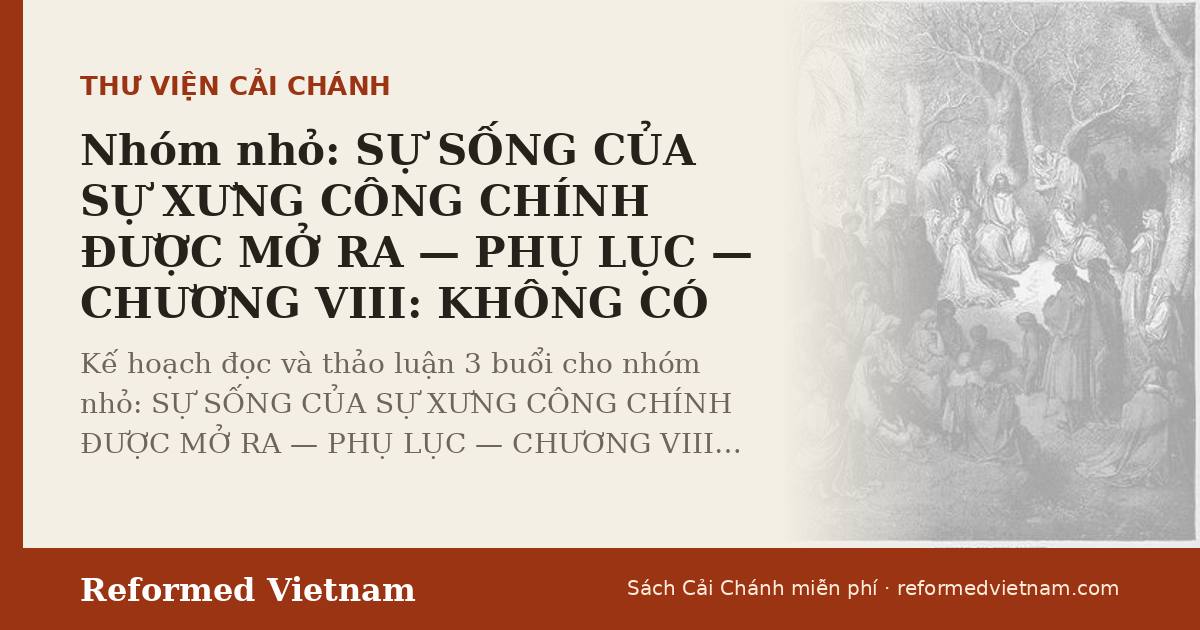 THƯ VIỆN CẢI CHÁNH
Nhóm nhỏ: SỰ SỐNG CỦA
SỰ XƯNG CÔNG CHÍNH
ĐƯỢC MỞ RA — PHỤ LỤC —
CHƯƠNG VIII: KHÔNG CÓ
Kế hoạch đọc và thảo luận 3 buổi cho nhóm
nhỏ: SỰ SỐNG CỦA SỰ XƯNG CÔNG CHÍNH
ĐƯỢC MỞ RA — PHỤ LỤC — CHƯƠNG VIII…
Reformed Vietnam
Sách Cải Chánh miễn phí · reformedvietnam.com